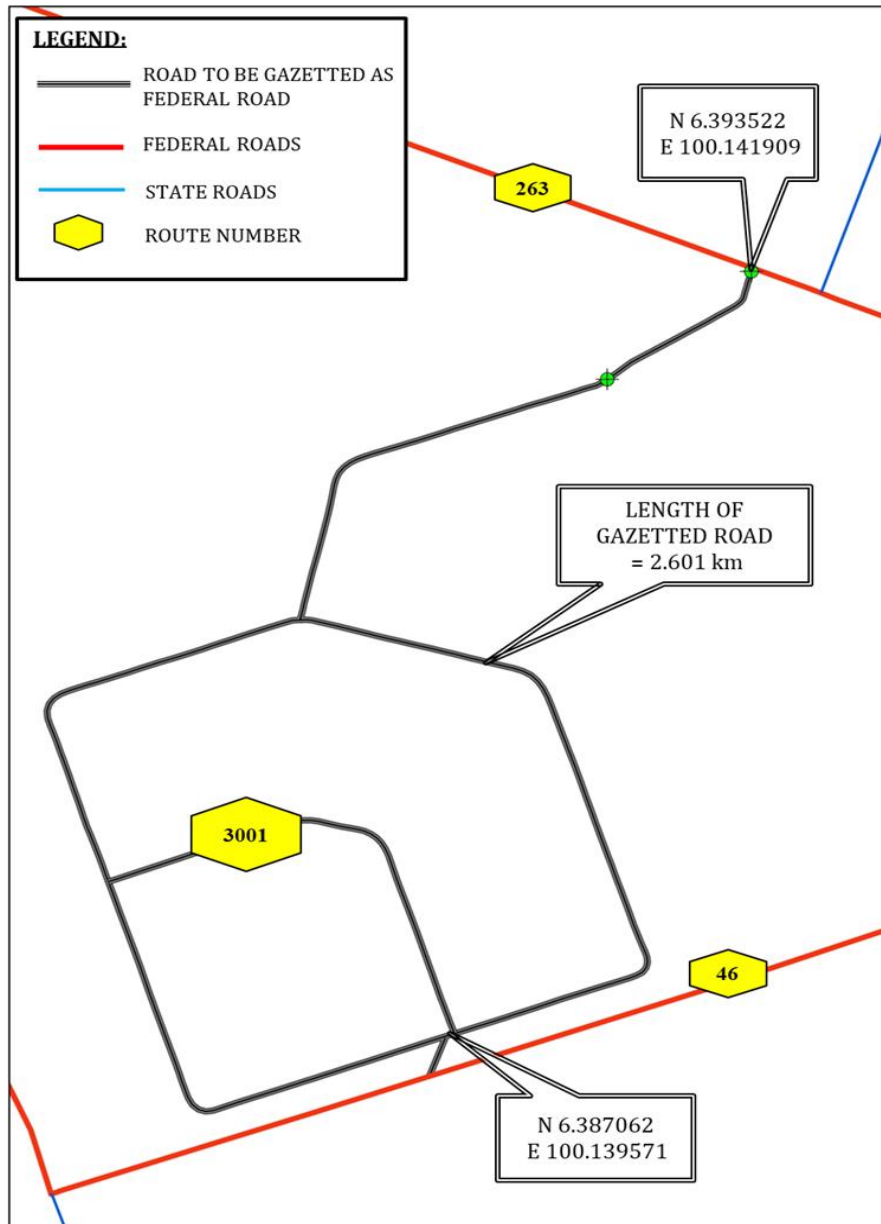 LEGEND:
ROAD TO BE GAZETTED AS
FEDERAL ROAD
FEDERAL ROADS
STATE ROADS
ROUTE NUMBER
N 6.393522
E 100.141909
263
LENGTH OF
GAZETTED ROAD
= 2.601 km
3001
46
N 6.387062
E 100.139571